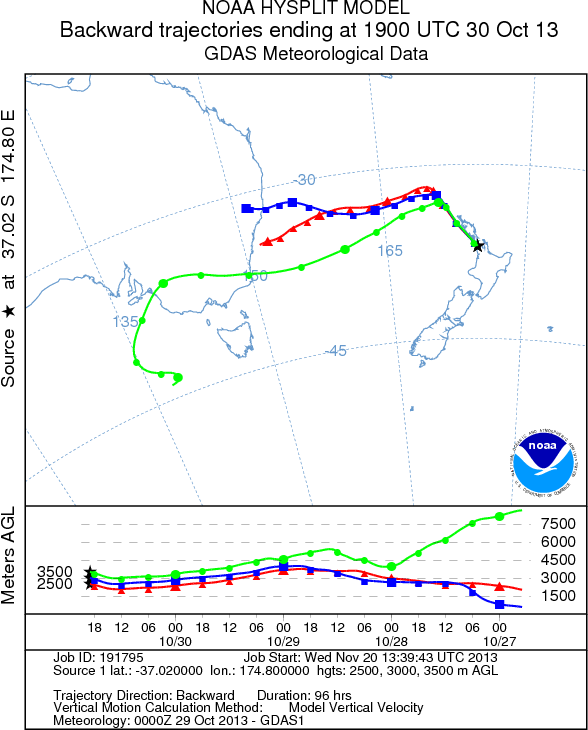 NOAA HYSPLIT MODEL
Backward trajectories ending at 1900 UTC 30 Oct 13
GDAS Meteorological Data
Source ★ at 37.02 S 174.80 E
-30
165
150
135
-45
noaa
Meters AGL
3500
2500
7500
6000
4500
3000
1500
18 12 06 00 18 12 06 00 18 12 06 00 18 12 06 00
10/30 10/29 10/28 10/27
Job ID: 191795 Job Start: Wed Nov 20 13:39:43 UTC 2013
Source 1 lat.: -37.020000 lon.: 174.800000 hgts: 2500, 3000, 3500 m AGL
Trajectory Direction: Backward Duration: 96 hrs
Vertical Motion Calculation Method: Model Vertical Velocity
Meteorology: 0000Z 29 Oct 2013 - GDAS1